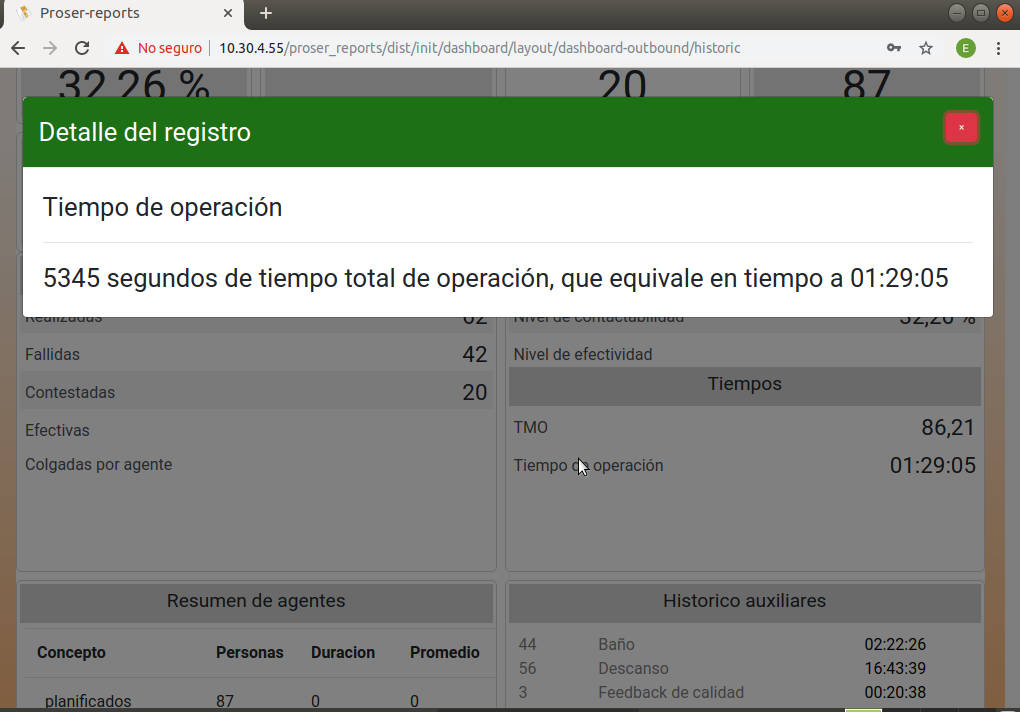 Proser-reports
No seguro
10.30.4.55/proser_reports/dist/init/dashboard/layout/dashboard-outbound/historic
E
32,26 %
20
87
Detalle del registro
×
Tiempo de operación
5345 segundos de tiempo total de operación, que equivale en tiempo a 01:29:05
Realizadas 62
Nivel de contactabilidad 32,26 %
Fallidas 42
Nivel de efectividad
Contestadas 20
Tiempos
Efectivas
TMO 86,21
Colgadas por agente
Tiempo de operación 01:29:05
Resumen de agentes
Historico auxiliares
Concepto Personas Duracion Promedio
44 Baño 02:22:26
56 Descanso 16:43:39
3 Feedback de calidad 00:20:38
planificados 87 0 0